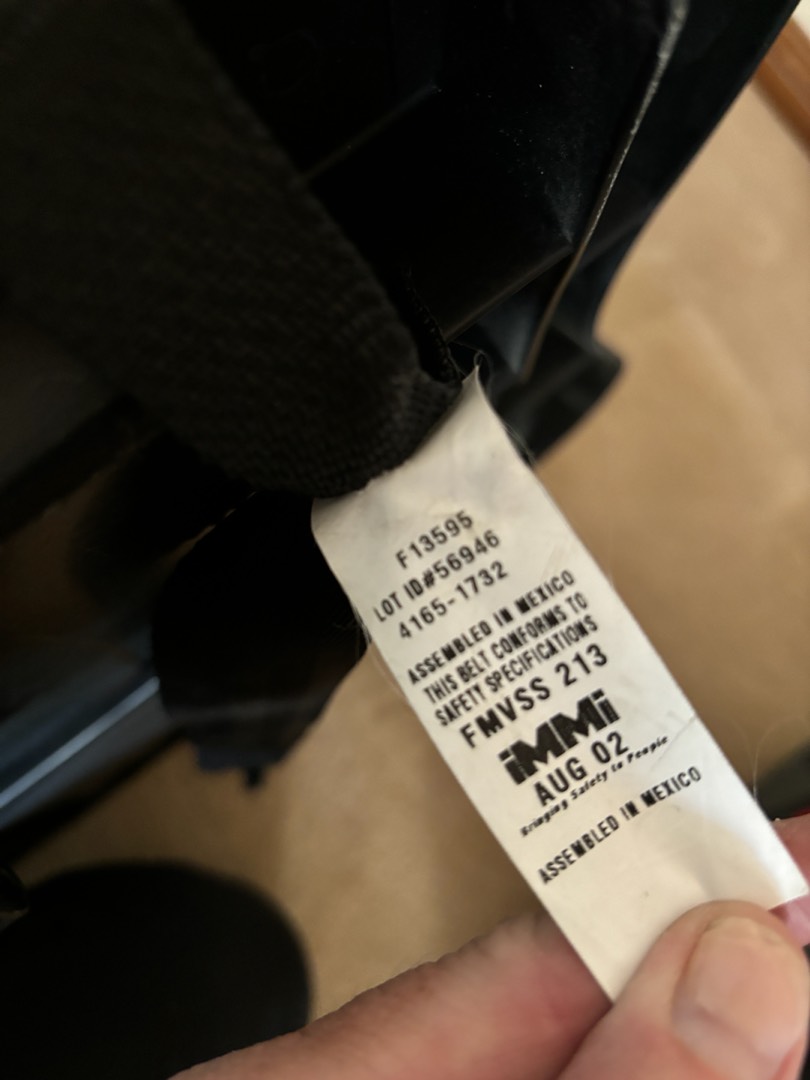 F13595
LOT ID#56946
4165-1732
ASSEMBLED IN MEXICO
THIS BELT CONFORMS TO
SAFETY SPECIFICATIONS
FMVSS 213
iMMi
AUG 02
Bringing Safety to People
ASSEMBLED IN MEXICO